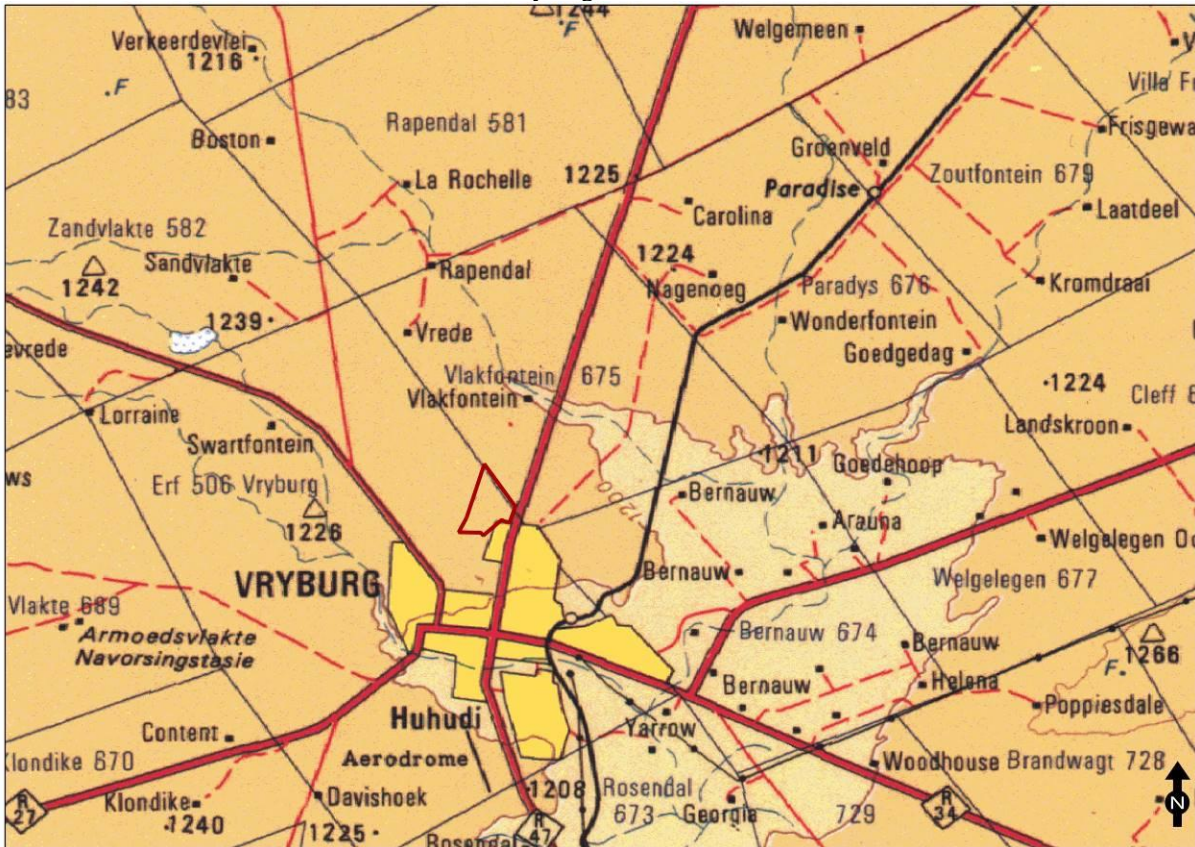 1244
Verkeerdevlei
1216
F
F
Welgemeen
83
Boston
Rapendal 581
Groenveld
Frisgewa
La Rochelle
1225
Paradise
Zoutfontein 679
Carolina
Laatdeel
Zandvlakte 582
Sandvlakte
1242
Rapendal
1224
Nagenoeg
Paradys 676
Kromdraai
1239
Vrede
Wonderfontein
Goedgedag
evrede
Vlakfontein 675
Vlakfontein
1224
Cleff 6
Lorraine
Swartfontein
Landskroon
1211
Goedehoop
ws
Erf 506 Vryburg
1226
Bernauw
Arauna
Welgelegen Oo
VRYBURG
Bernauw
Welgelegen 677
Vlakte 689
Armoedsvlakte
Navorsingstasie
Bernauw 674
Bernauw
1266
F
Bernauw
Helena
Huhudi
Yarrow
Poppiesdale
Content
Aerodrome
Klondike 670
Woodhouse
Brandwagt 728
R
27
Klondike
1240
Davishoek
1225
1208
Rosendal
673
Georgia
729
R
34
R
47
Rosendal
N